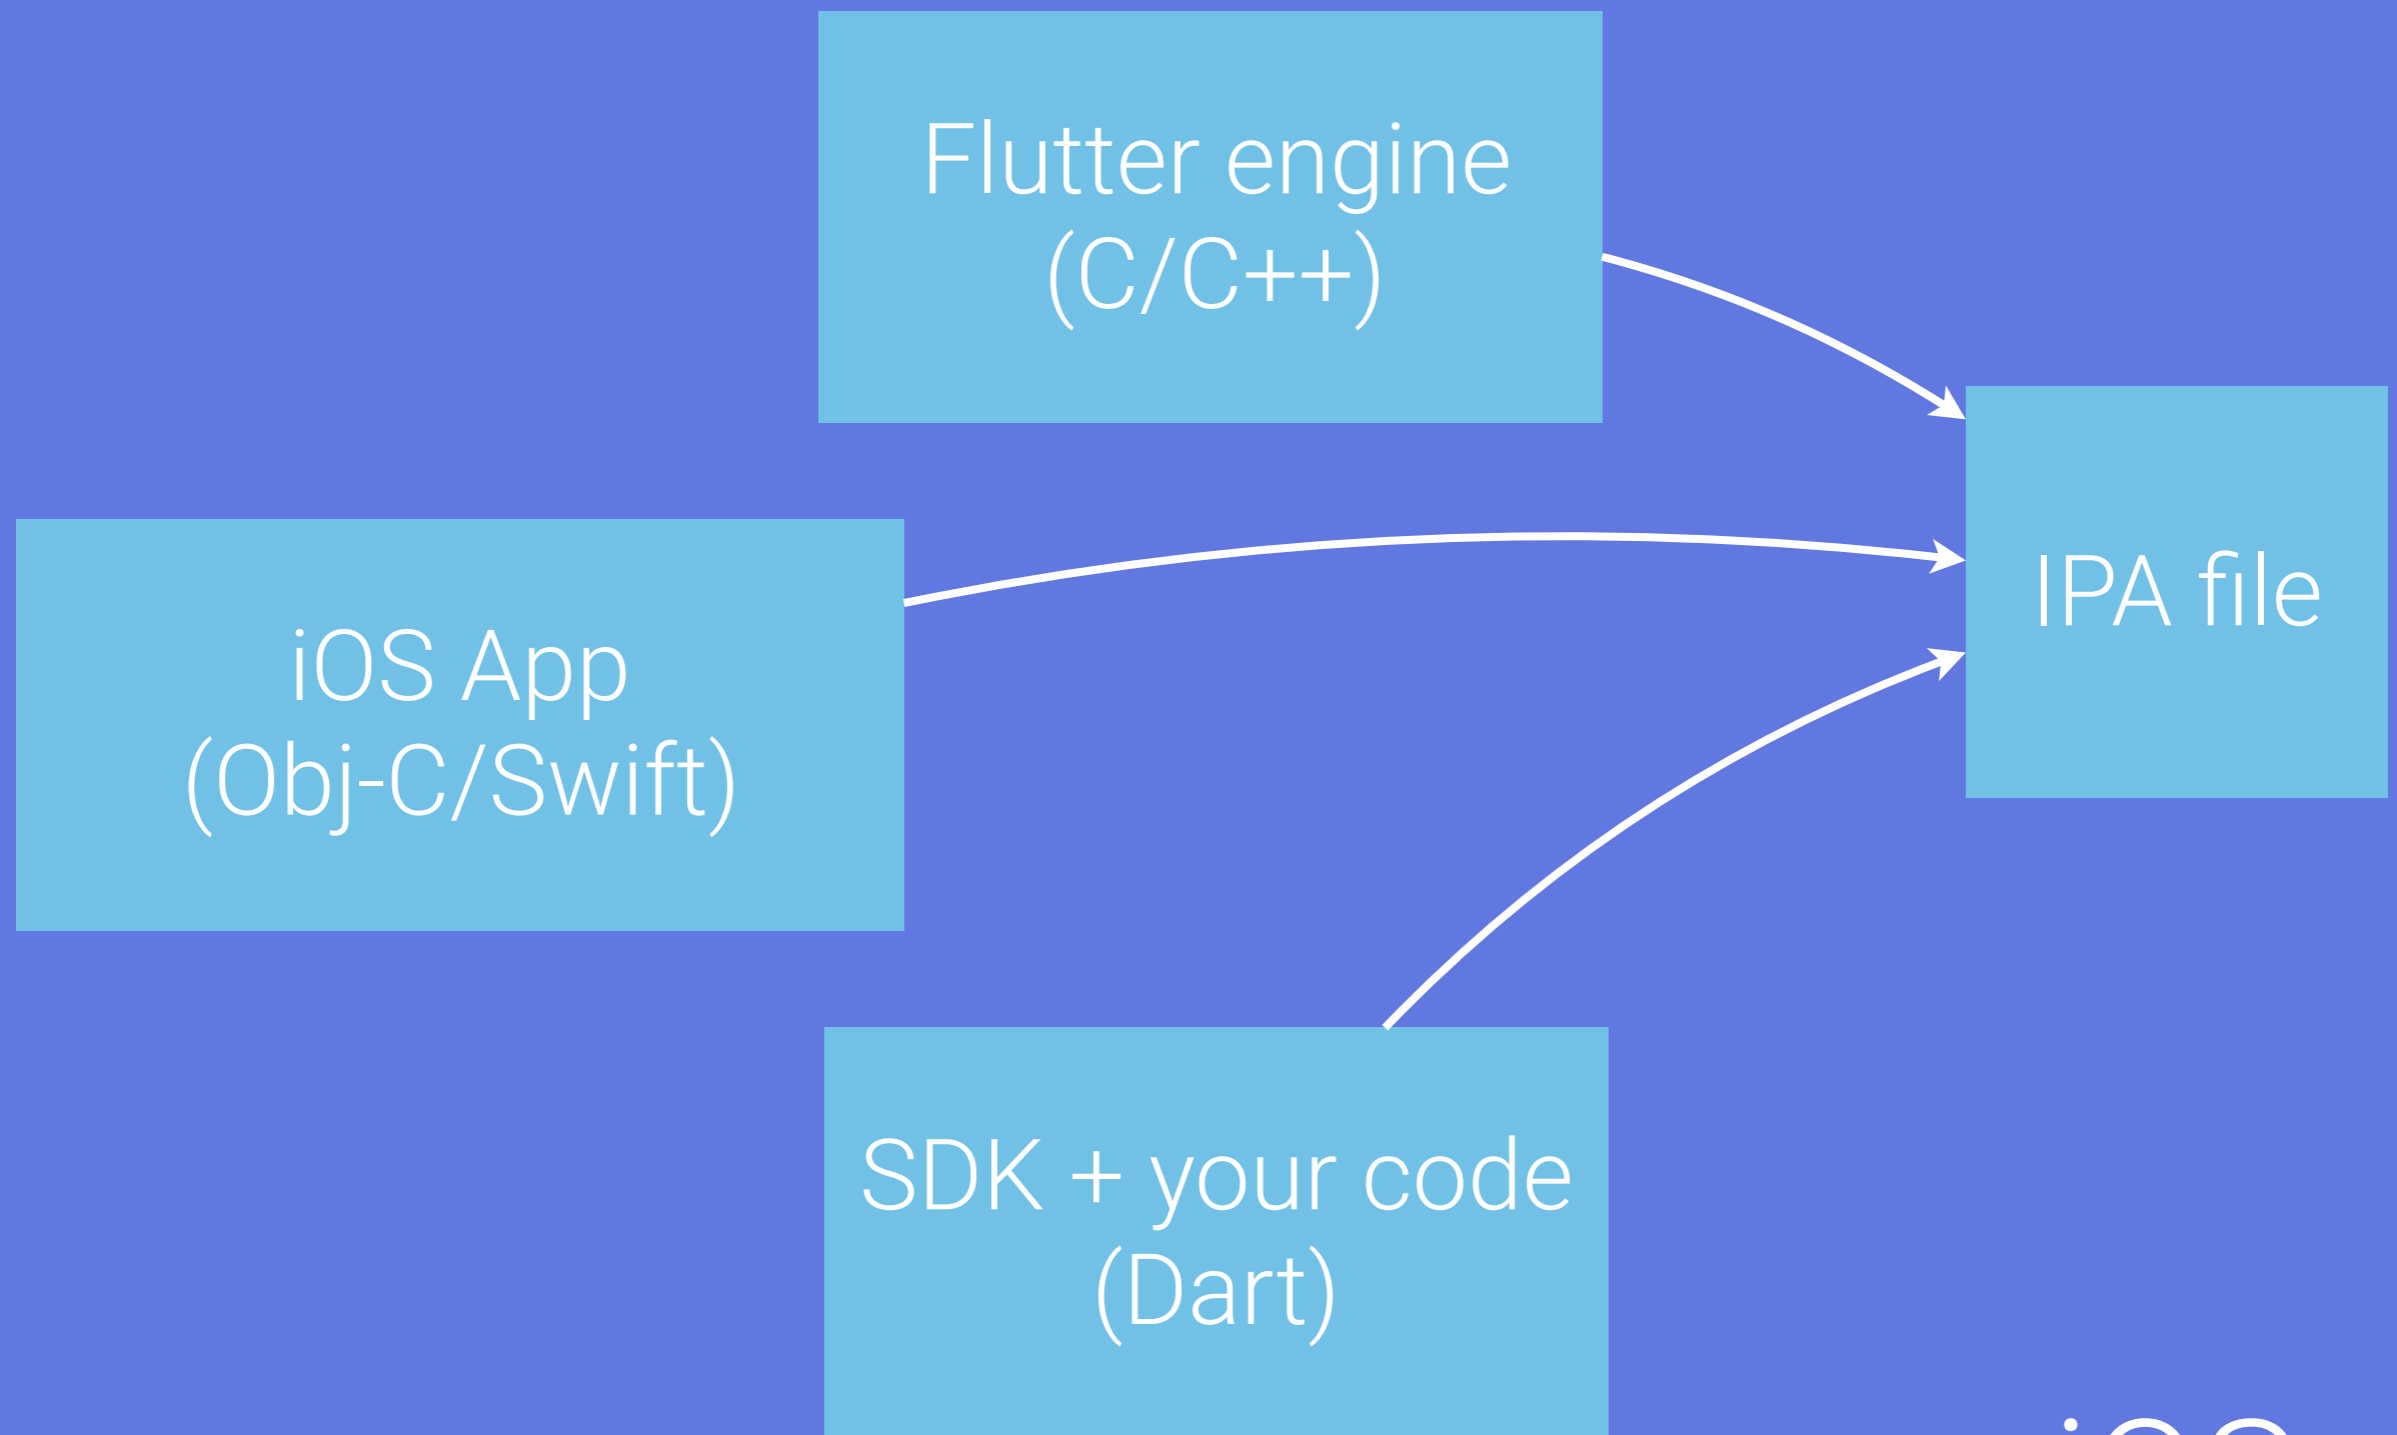 Flutter engine
(C/C++)
iOS App
(Obj-C/Swift)
IPA file
SDK + your code
(Dart)